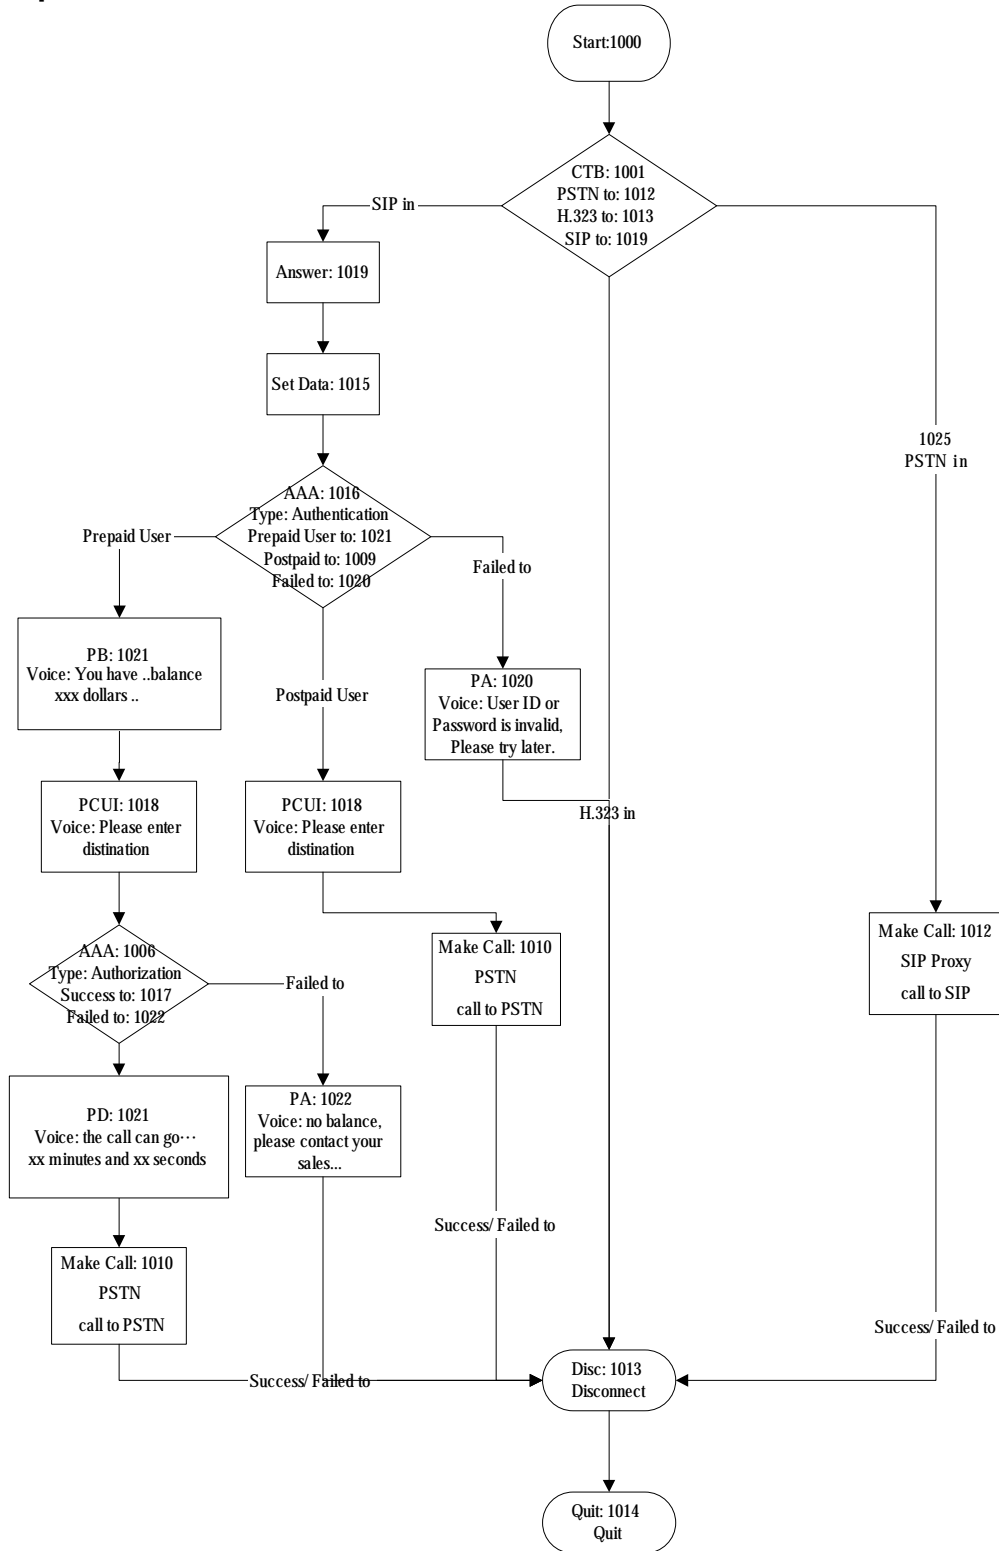 Start:1000
CTB: 1001
PSTN to: 1012
H.323 to: 1013
SIP to: 1019
SIP in
Answer: 1019
Set Data: 1015
1025
PSTN in
AAA: 1016
Type: Authentication
Prepaid User to: 1021
Postpaid to: 1009
Failed to: 1020
Prepaid User
Failed to
PB: 1021
Voice: You have ..balance
xxx dollars ..
Postpaid User
PA: 1020
Voice: User ID or
Password is invalid,
Please try later.
H.323 in
PCUI: 1018
Voice: Please enter
distination
PCUI: 1018
Voice: Please enter
distination
Make Call: 1010
PSTN
call to PSTN
Make Call: 1012
SIP Proxy
call to SIP
AAA: 1006
Type: Authorization
Success to: 1017
Failed to: 1022
Failed to
PD: 1021
Voice: the call can go…
xx minutes and xx seconds
PA: 1022
Voice: no balance,
please contact your
sales...
Success/ Failed to
Make Call: 1010
PSTN
call to PSTN
Success/ Failed to
Success/ Failed to
Disc: 1013
Disconnect
Quit: 1014
Quit